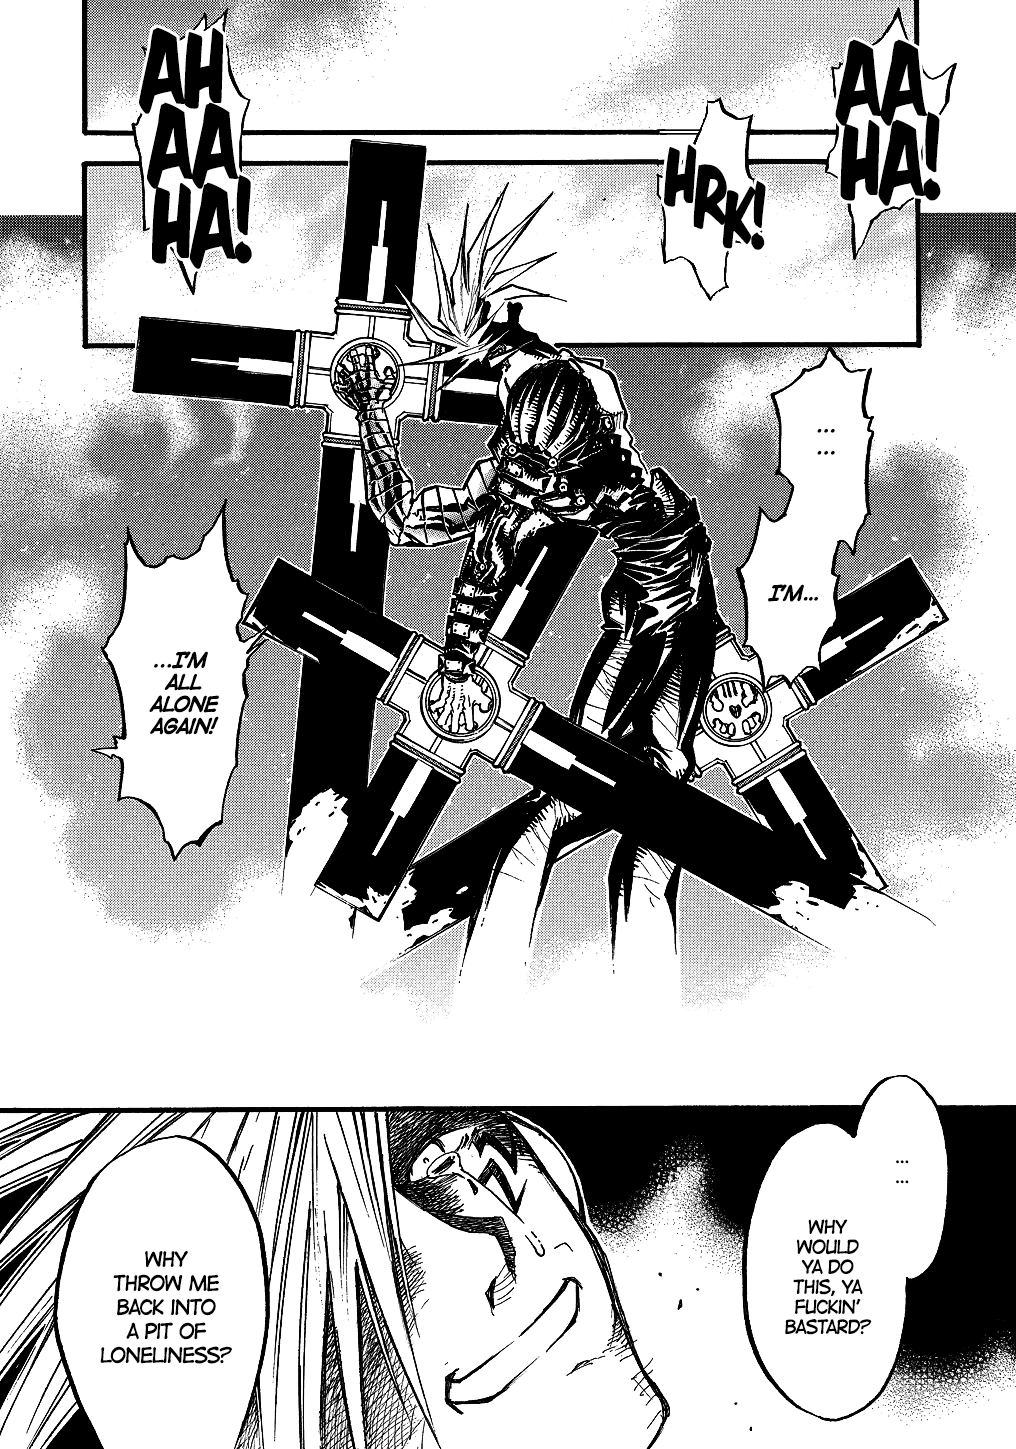 AA
HA!
HRK!
AH
AA
HA!
...
...
I'M...
...I'M
ALL
ALONE
AGAIN!
...
...
WHY
WOULD
YA DO
THIS, YA
FUCKIN'
BASTARD?
WHY
THROW ME
BACK INTO
A PIT OF
LONELINESS?